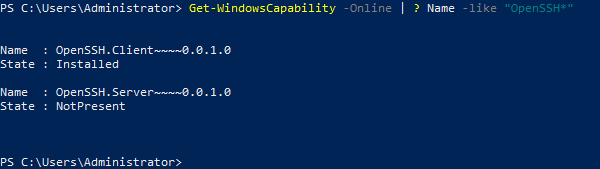 PS C:\Users\Administrator> Get-WindowsCapability -Online | ? Name -like "OpenSSH*"
Name  : OpenSSH.Client~~~~0.0.1.0
State : Installed
Name  : OpenSSH.Server~~~~0.0.1.0
State : NotPresent
PS C:\Users\Administrator>